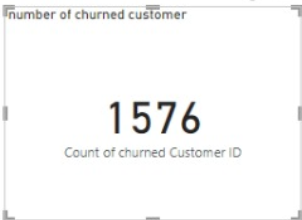 number of churned customer
1576
Count of churned Customer ID